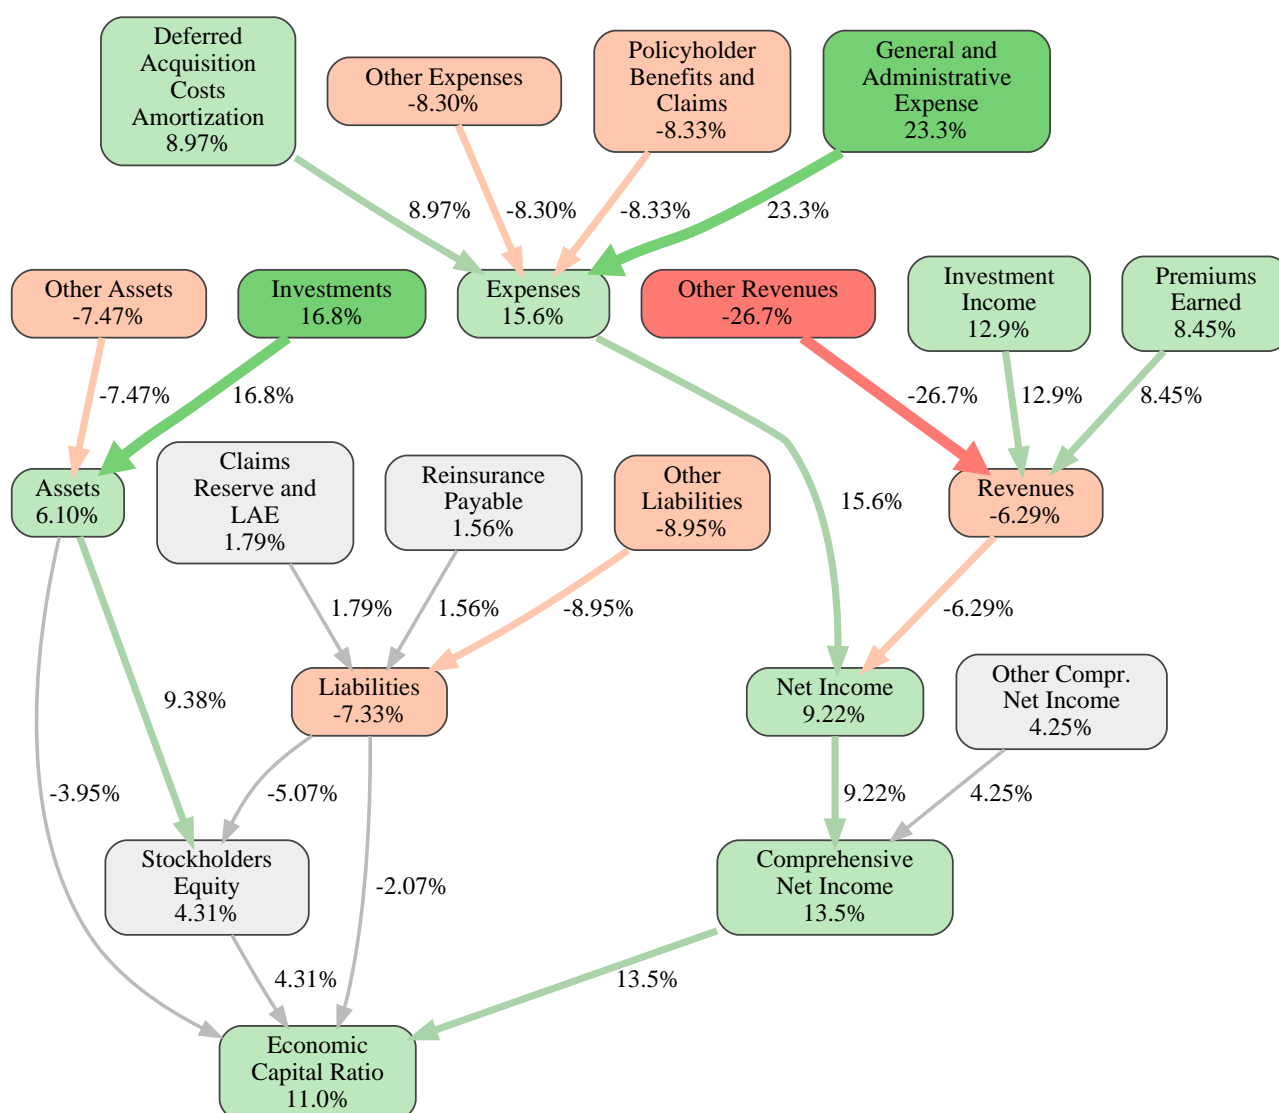 Deferred
Acquisition
Costs
Amortization
8.97%
Other Expenses
-8.30%
Policyholder
Benefits and
Claims
-8.33%
General and
Administrative
Expense
23.3%
8.97%
-8.30%
-8.33%
23.3%
Other Assets
-7.47%
Investments
16.8%
Expenses
15.6%
Other Revenues
-26.7%
Investment
Income
12.9%
Premiums
Earned
8.45%
-7.47%
16.8%
-26.7%
12.9%
8.45%
Assets
6.10%
Claims
Reserve and
LAE
1.79%
Reinsurance
Payable
1.56%
Other
Liabilities
-8.95%
15.6%
Revenues
-6.29%
1.79%
1.56%
-8.95%
-6.29%
9.38%
Liabilities
-7.33%
Net Income
9.22%
Other Compr.
Net Income
4.25%
-3.95%
-5.07%
9.22%
4.25%
Stockholders
Equity
4.31%
-2.07%
Comprehensive
Net Income
13.5%
4.31%
13.5%
Economic
Capital Ratio
11.0%